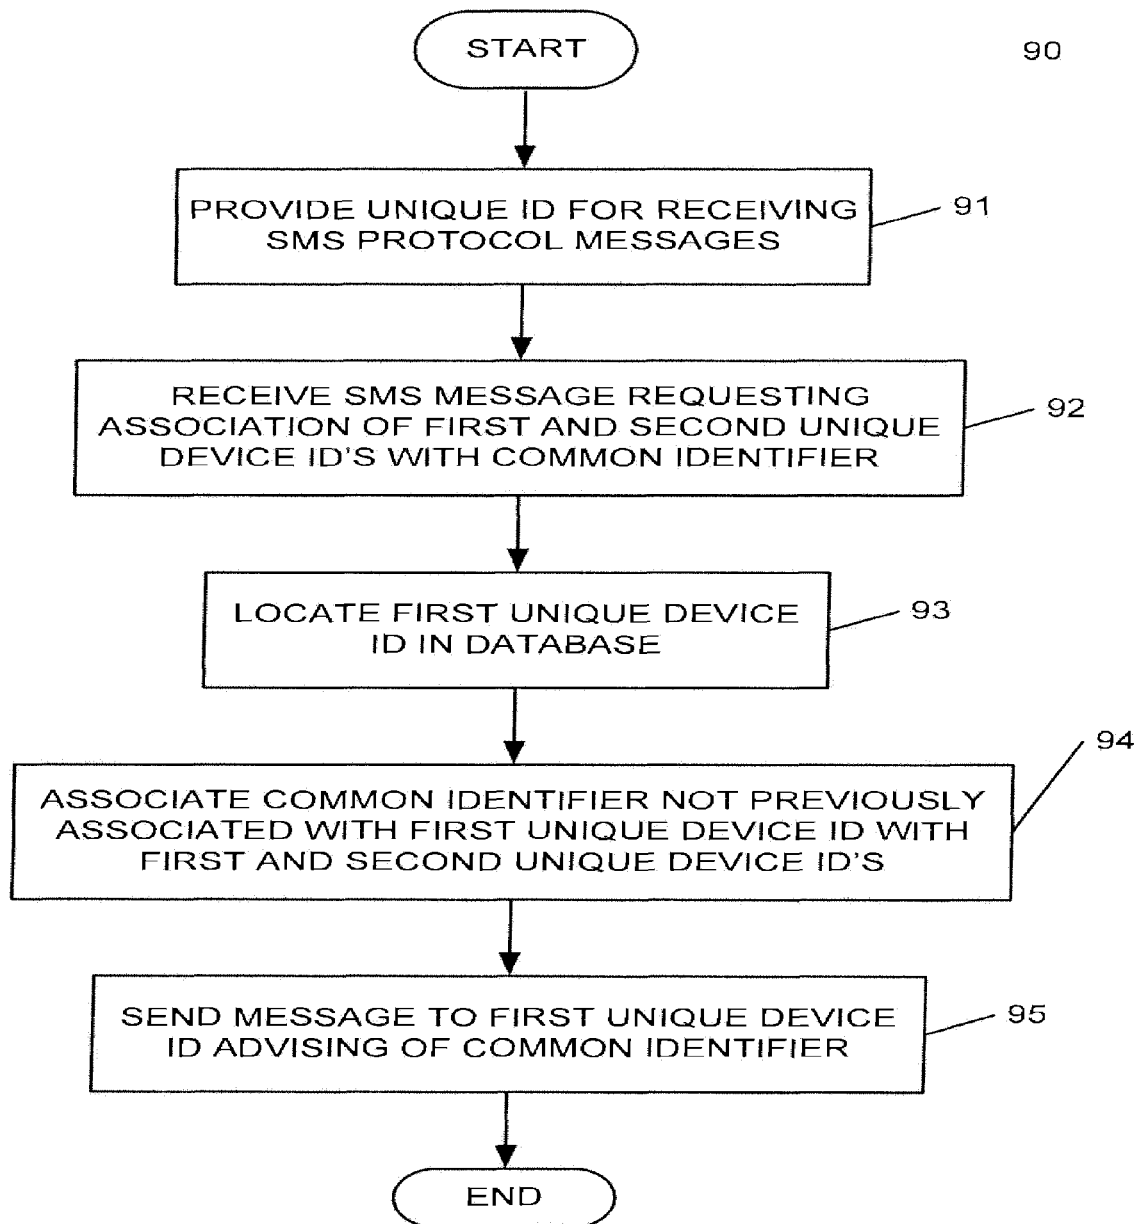 START
90
PROVIDE UNIQUE ID FOR RECEIVING
SMS PROTOCOL MESSAGES
91
RECEIVE SMS MESSAGE REQUESTING
ASSOCIATION OF FIRST AND SECOND UNIQUE
DEVICE ID'S WITH COMMON IDENTIFIER
92
LOCATE FIRST UNIQUE DEVICE
ID IN DATABASE
93
ASSOCIATE COMMON IDENTIFIER NOT PREVIOUSLY
ASSOCIATED WITH FIRST UNIQUE DEVICE ID WITH
FIRST AND SECOND UNIQUE DEVICE ID'S
94
SEND MESSAGE TO FIRST UNIQUE DEVICE
ID ADVISING OF COMMON IDENTIFIER
95
END